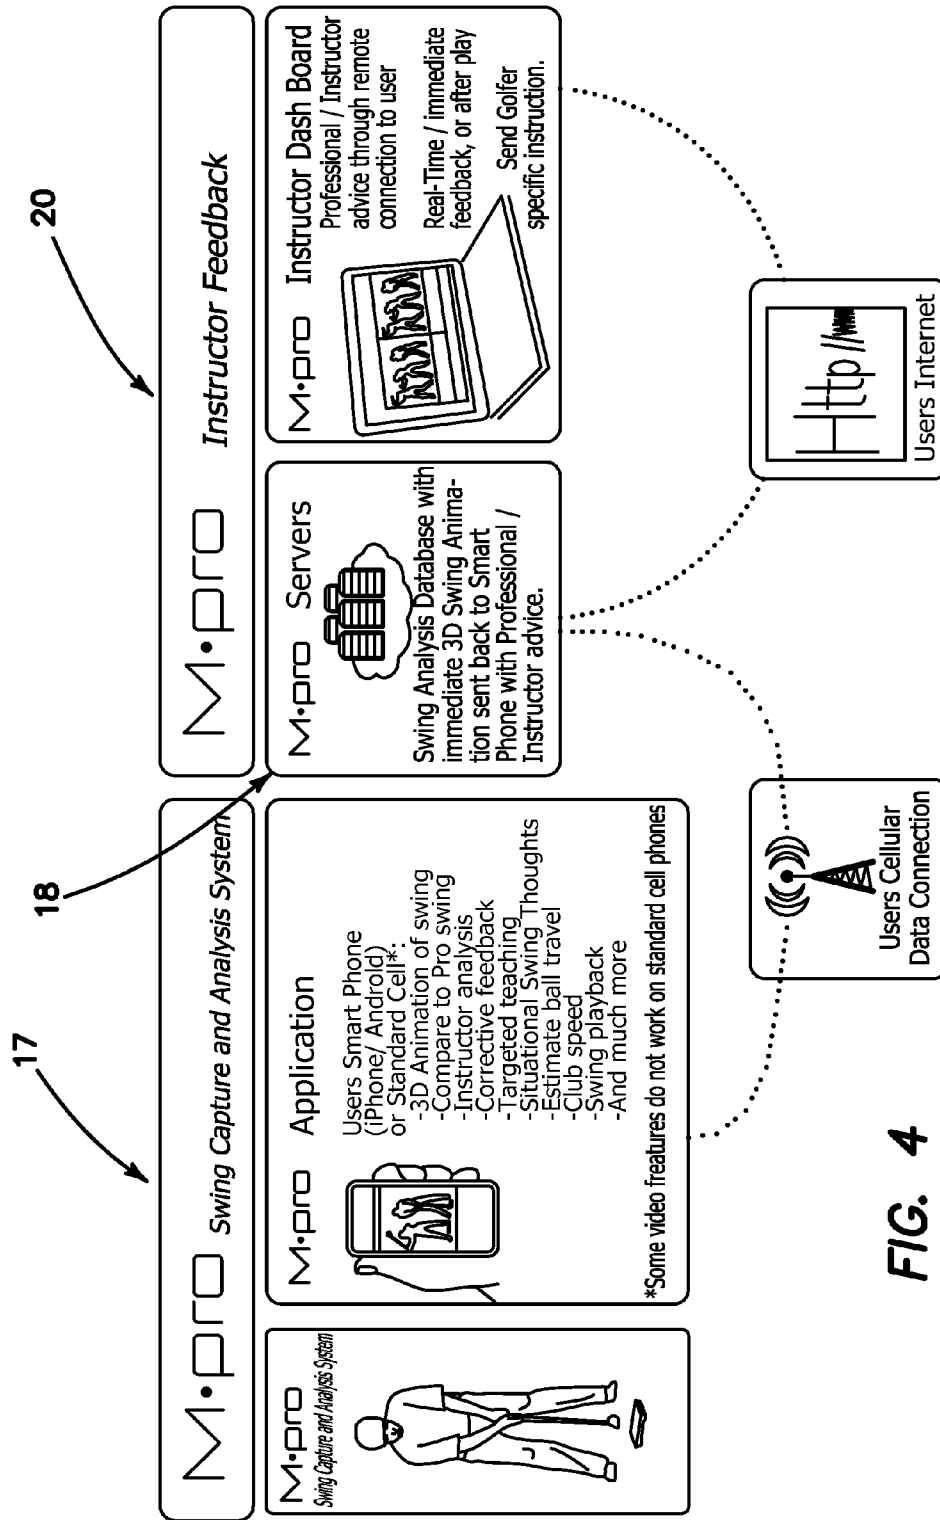 17
M•pro Swing Capture and Analysis System
M•pro
Swing Capture and Analysis System
M•pro Application
Users Smart Phone
(iPhone/ Android)
or Standard Cell*:
-3D Animation of swing
-Compare to Pro swing
-Instructor analysis
-Corrective feedback
-Targeted teaching
-Situational Swing Thoughts
-Estimate ball travel
-Club speed
-Swing playback
-And much more
*Some video freatures do not work on standard cell phones
18
20
M•pro Instructor Feedback
M•pro Servers
Swing Analysis Database with
immediate 3D Swing Anima-
tion sent back to Smart
Phone with Professional /
Instructor advice.
M•pro Instructor Dash Board
Professional / Instructor
advice through remote
connection to user
Real-Time / immediate
feedback, or after play
Send Golfer
specific instruction.
Users Cellular
Data Connection
Http //www
Users Internet
FIG. 4